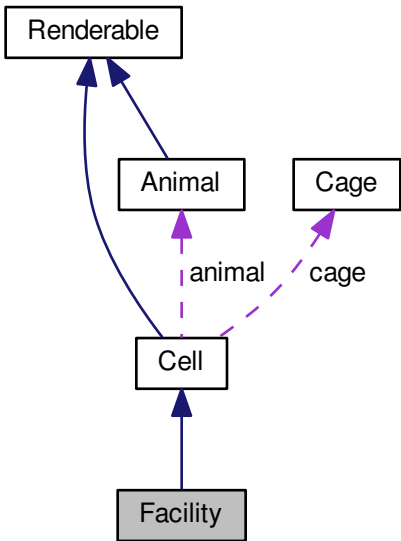 Renderable
Animal
Cage
animal
cage
Cell
Facility